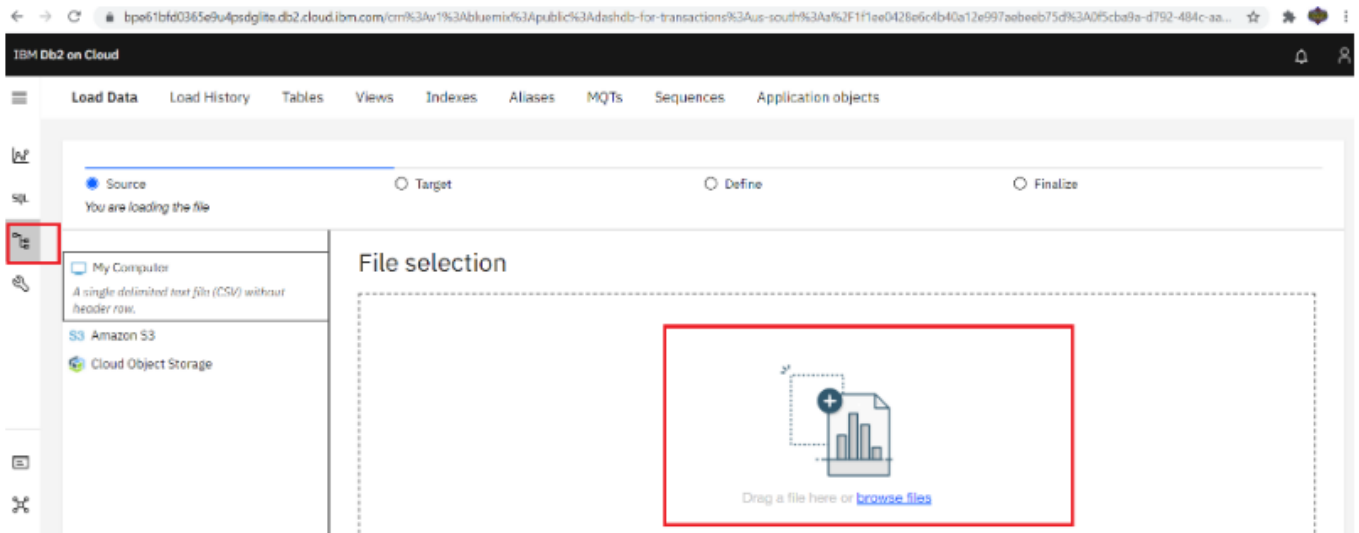 bpe61bfd0365e9u4psdglite.db2.cloud.ibm.com/crn%3Av1%3Abluemix%3Apublic%3Adashdb-for-transactions%3Aus-south%3Aa%2F1f1ee0428e6c4b40a12e997aebeeb75d%3A0f5cba9a-d792-484c-aa...
IBM Db2 on Cloud
Load Data Load History Tables Views Indexes Aliases MQTs Sequences Application objects
Source Target Define Finalize
You are loading the file
SQL
My Computer
File selection
A single delimited text file (CSV) without
header row.
S3 Amazon S3
Cloud Object Storage
Drag a file here or browse files